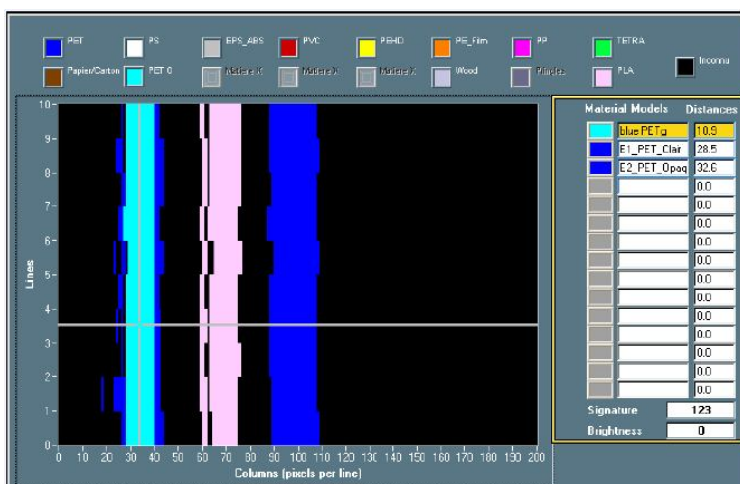 PET PS EPS_ABS PVC PEHD PE_Film PP TETRA
Papier/Carton PET G Matiere X Matiere X Matiere X Wood PLA Inconnu
Material Models Distances
blue PETg 10.9
E1_PET_Clair 28.5
E2_PET_Opaq 32.6
0.0
0.0
0.0
0.0
0.0
0.0
0.0
0.0
0.0
0.0
0.0
0.0
Signature 123
Brightness 0
Lines
10
9
8
7
6
5
4
3
2
1
0
0 10 20 30 40 50 60 70 80 90 100 110 120 130 140 150 160 170 180 190 200
Columns (pixels per line)